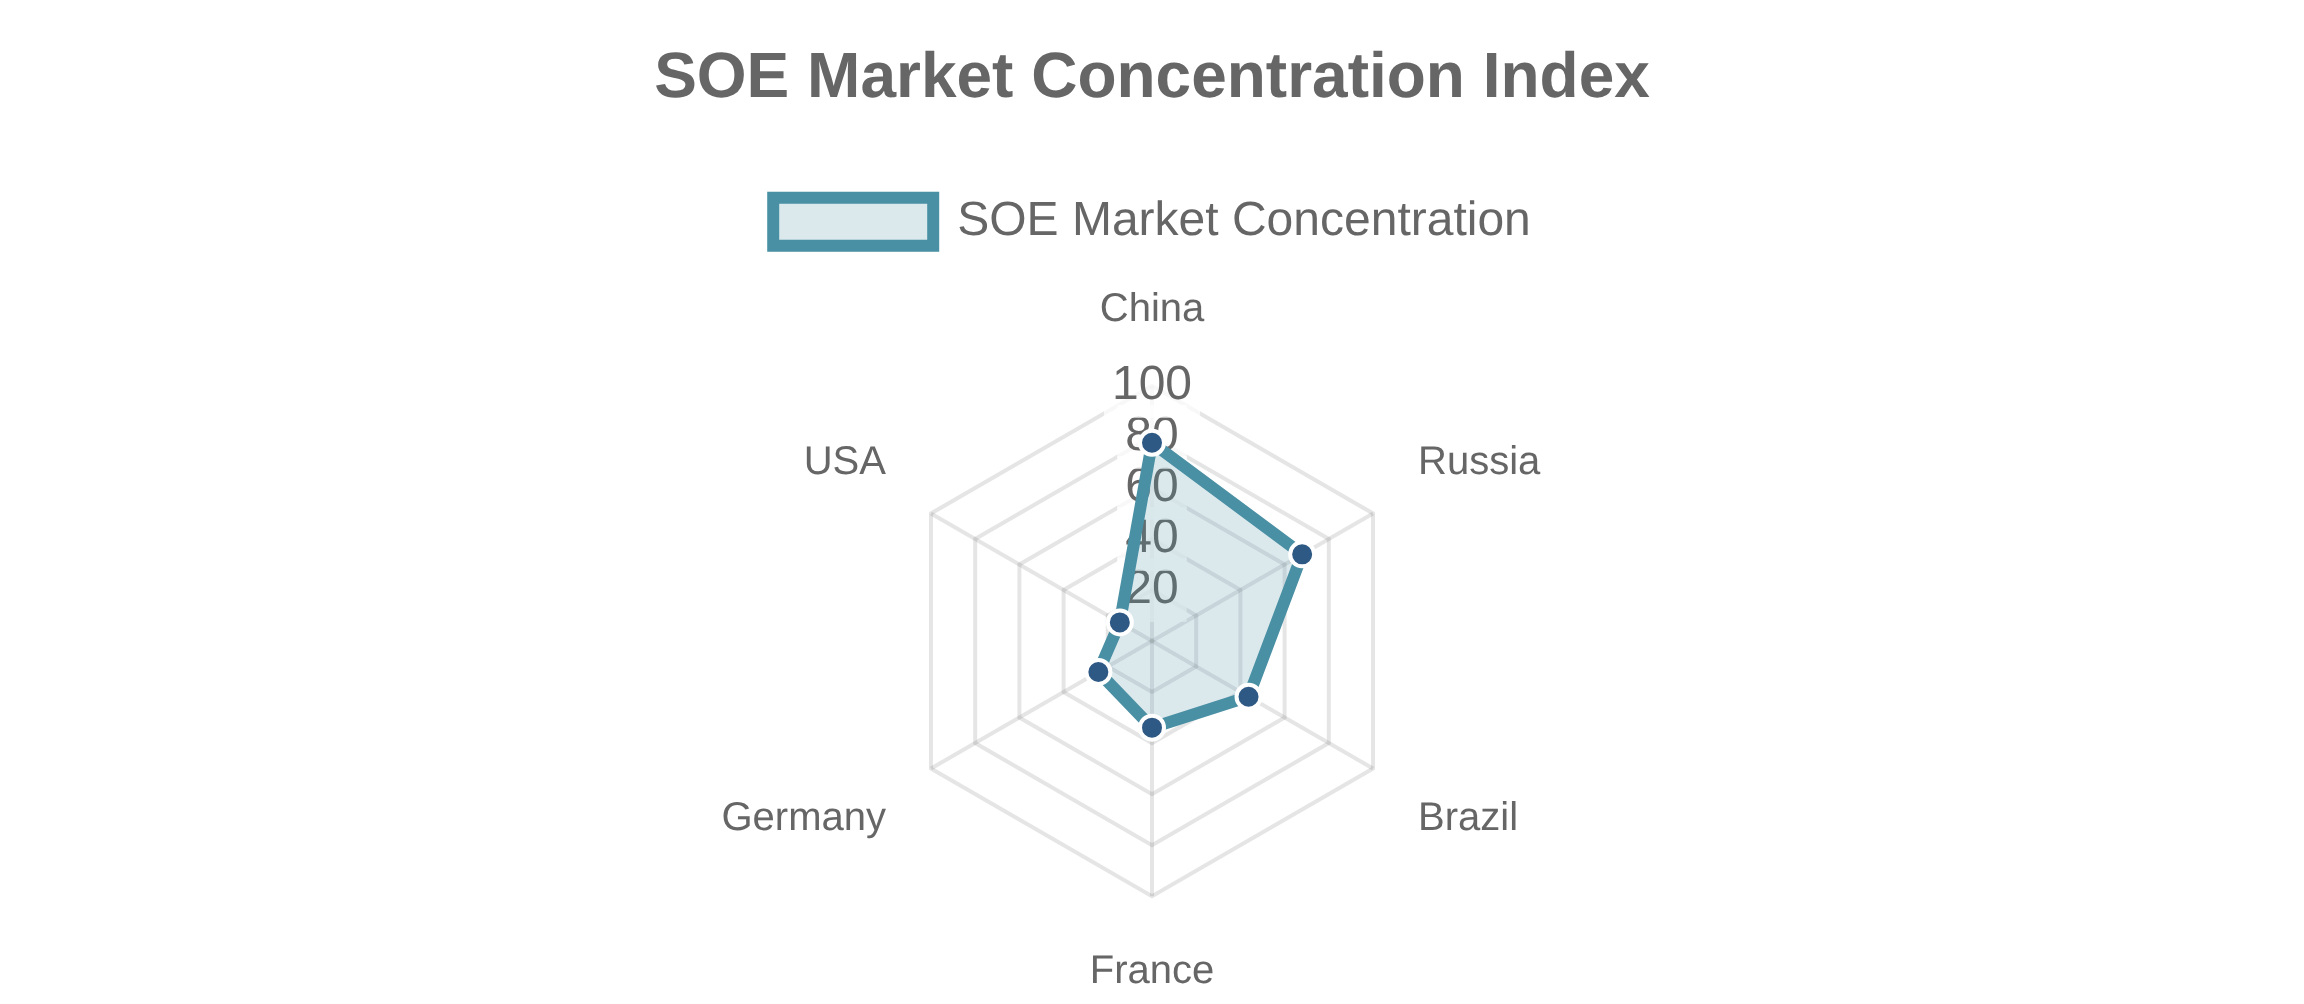 SOE Market Concentration Index
SOE Market Concentration
China
100
80
60
40
20
USA
Russia
Germany
Brazil
France